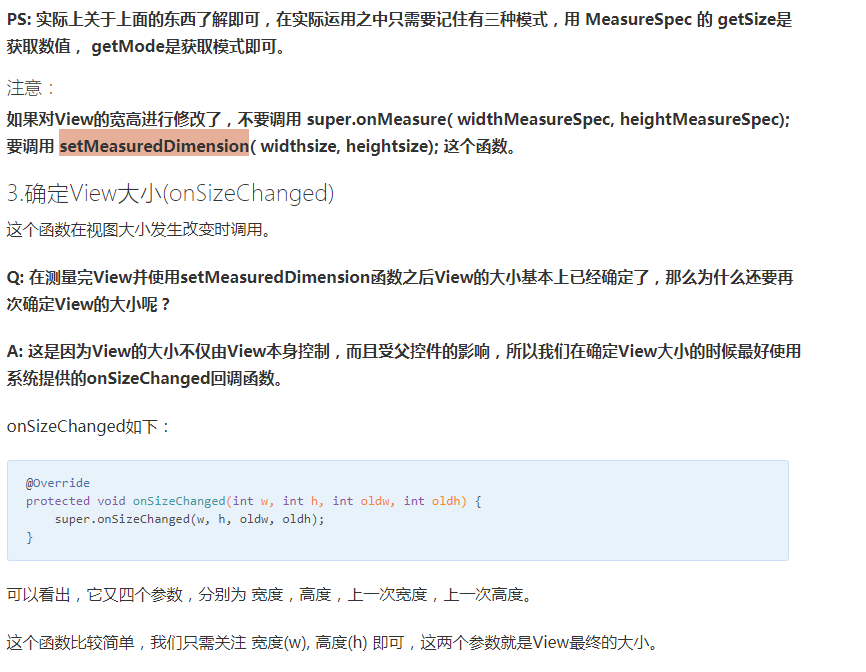 PS: 实际上关于上面的东西了解即可，在实际运用之中只需要记住有三种模式，用 MeasureSpec 的 getSize是
获取数值， getMode是获取模式即可。
注意：
如果对View的宽高进行修改了，不要调用 super.onMeasure( widthMeasureSpec, heightMeasureSpec);
要调用 setMeasuredDimension( widthsize, heightsize); 这个函数。
3.确定View大小(onSizeChanged)
这个函数在视图大小发生改变时调用。
Q: 在测量完View并使用setMeasuredDimension函数之后View的大小基本上已经确定了，那么为什么还要再
次确定View的大小呢？
A: 这是因为View的大小不仅由View本身控制，而且受父控件的影响，所以我们在确定View大小的时候最好使用
系统提供的onSizeChanged回调函数。
onSizeChanged如下：
@Override
protected void onSizeChanged(int w, int h, int oldw, int oldh) {
super.onSizeChanged(w, h, oldw, oldh);
}
可以看出，它又四个参数，分别为 宽度，高度，上一次宽度，上一次高度。
这个函数比较简单，我们只需关注 宽度(w), 高度(h) 即可，这两个参数就是View最终的大小。